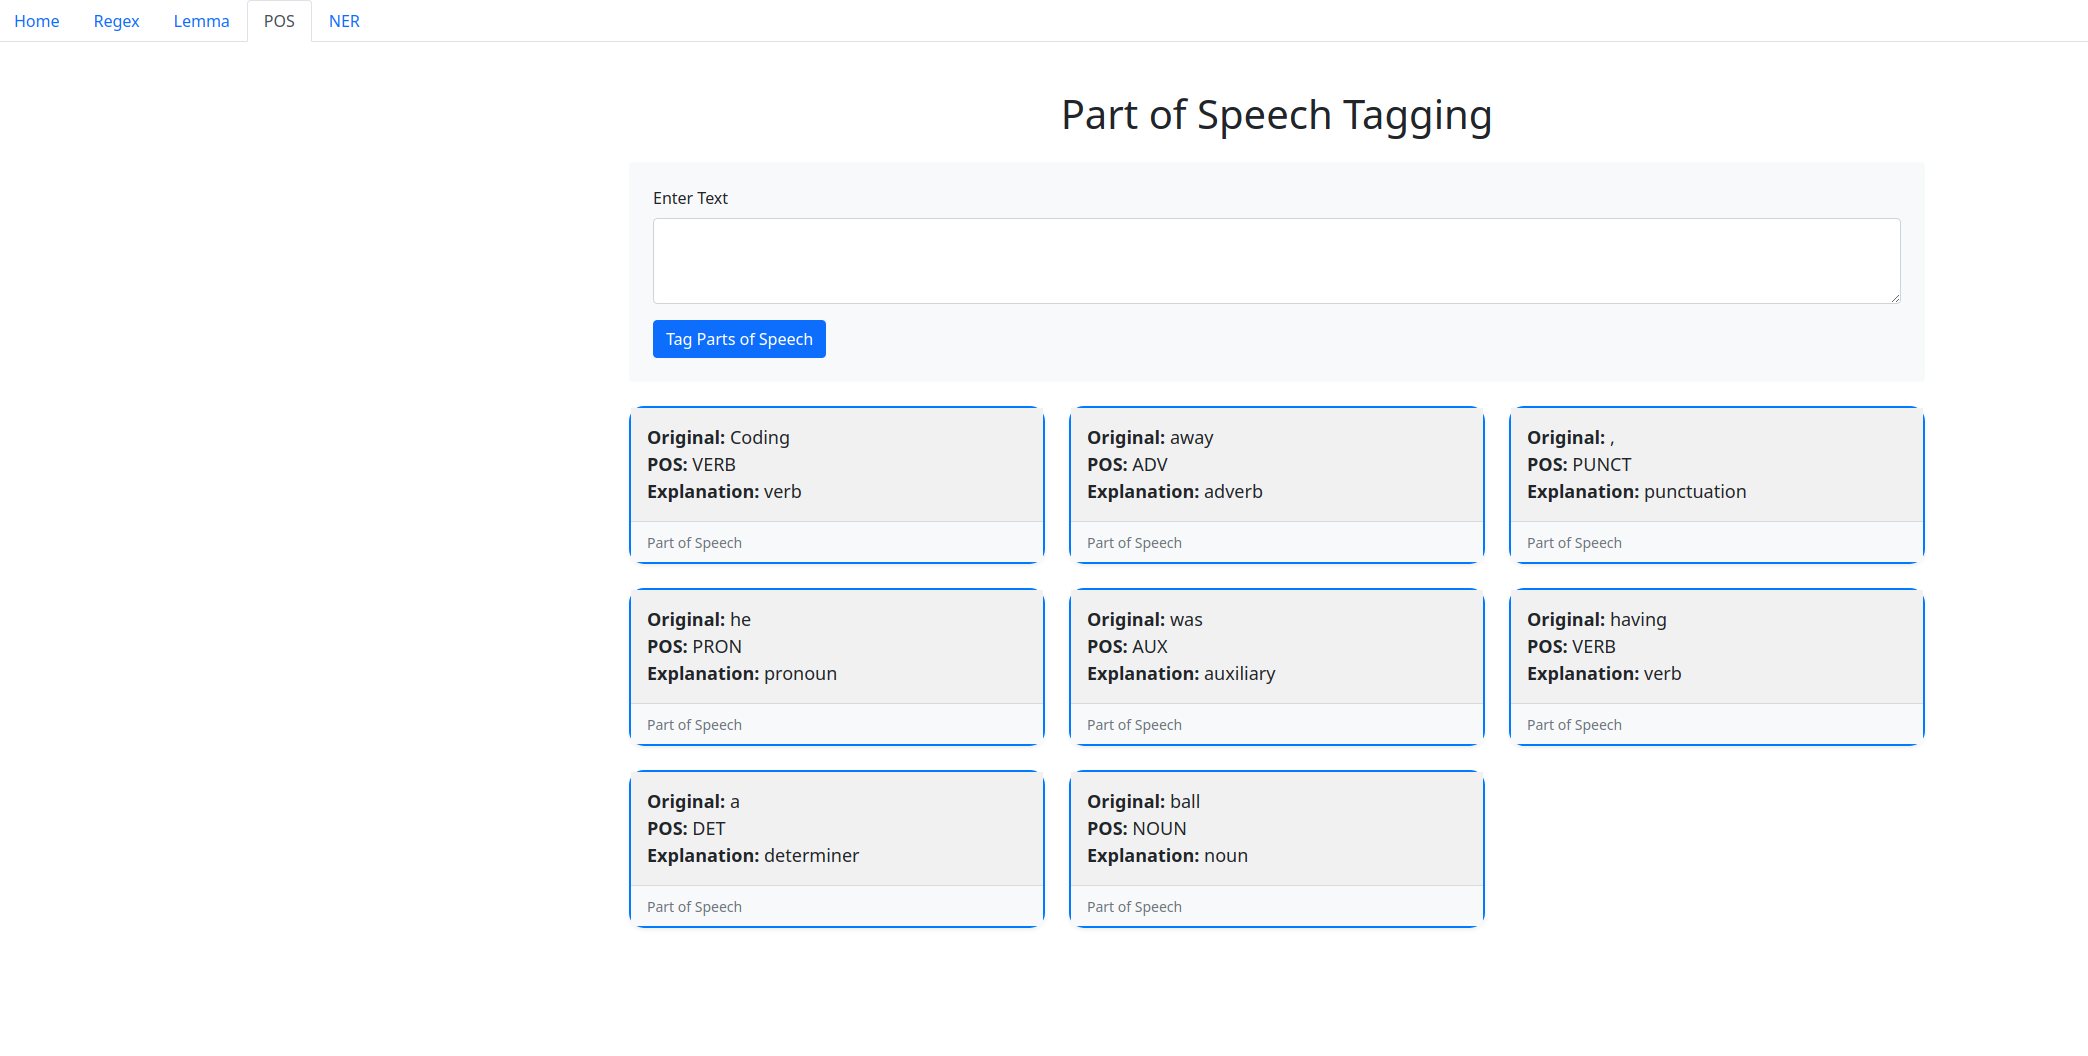 Home Regex Lemma POS NER
Part of Speech Tagging
Enter Text
Tag Parts of Speech
Original: Coding
POS: VERB
Explanation: verb
Part of Speech
Original: away
POS: ADV
Explanation: adverb
Part of Speech
Original: ,
POS: PUNCT
Explanation: punctuation
Part of Speech
Original: he
POS: PRON
Explanation: pronoun
Part of Speech
Original: was
POS: AUX
Explanation: auxiliary
Part of Speech
Original: having
POS: VERB
Explanation: verb
Part of Speech
Original: a
POS: DET
Explanation: determiner
Part of Speech
Original: ball
POS: NOUN
Explanation: noun
Part of Speech